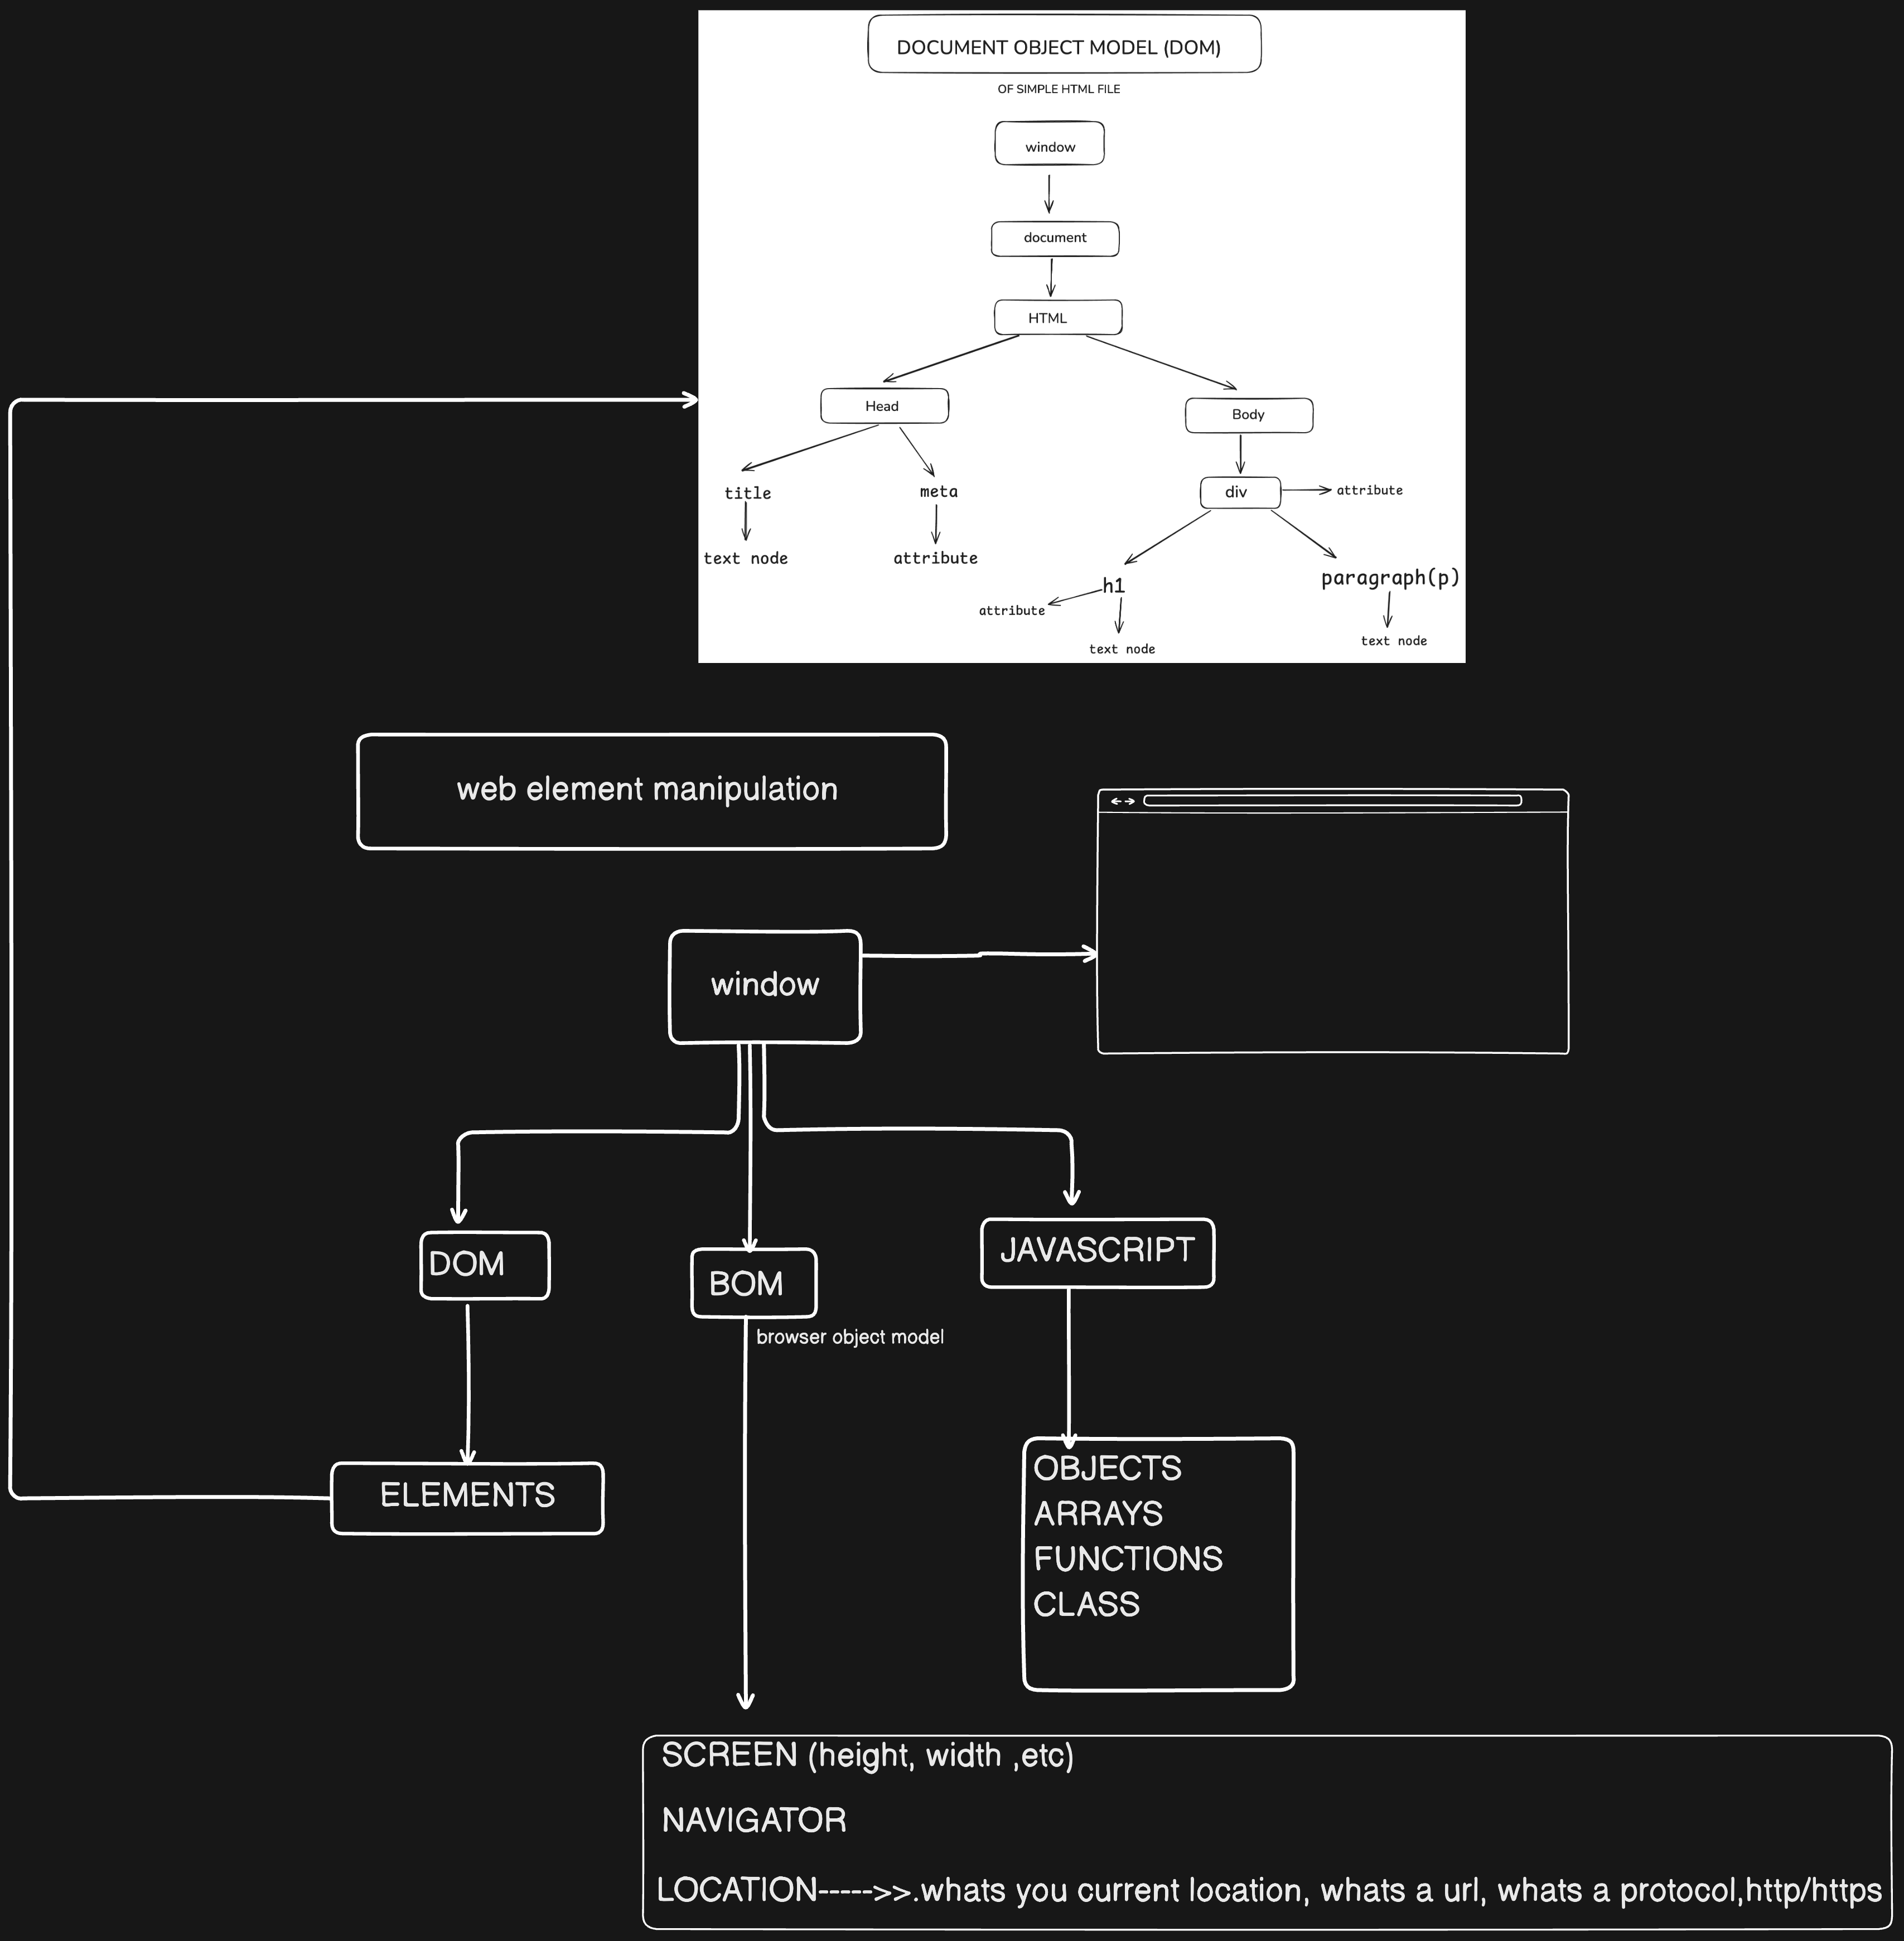 DOCUMENT OBJECT MODEL (DOM)
OF SIMPLE HTML FILE
window
document
HTML
Head
Body
title
meta
div
attribute
text node
attribute
h1
paragraph(p)
attribute
text node
text node
web element manipulation
window
DOM
BOM
JAVASCRIPT
browser object model
ELEMENTS
OBJECTS
ARRAYS
FUNCTIONS
CLASS
SCREEN (height, width ,etc)
NAVIGATOR
LOCATION----->>.whats you current location, whats a url, whats a protocol,http/https